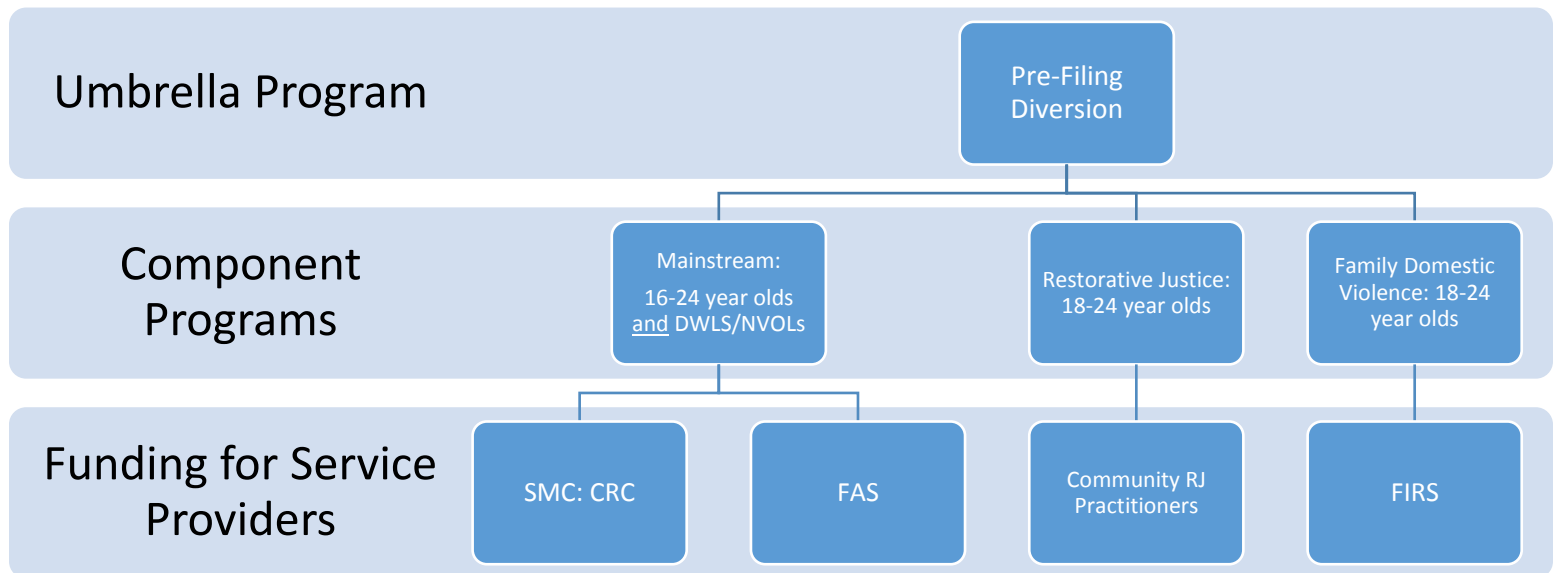 Umbrella Program
Pre-Filing
Diversion
Component
Programs
Mainstream:
16-24 year olds
and DWLS/NVOLs
Restorative Justice:
18-24 year olds
Family Domestic
Violence: 18-24
year olds
Funding for Service
Providers
SMC: CRC
FAS
Community RJ
Practitioners
FIRS